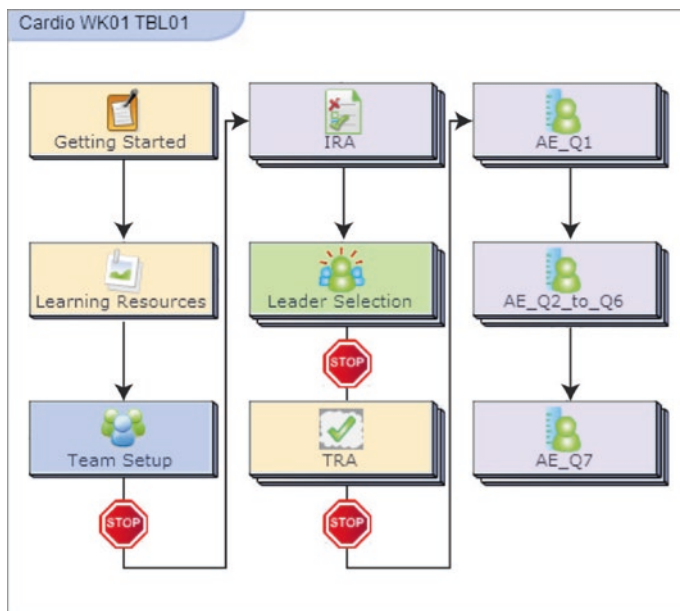 Cardio WK01 TBL01
Getting Started
Learning Resources
Team Setup
STOP
IRA
Leader Selection
STOP
TRA
STOP
AE_Q1
AE_Q2_to_Q6
AE_Q7